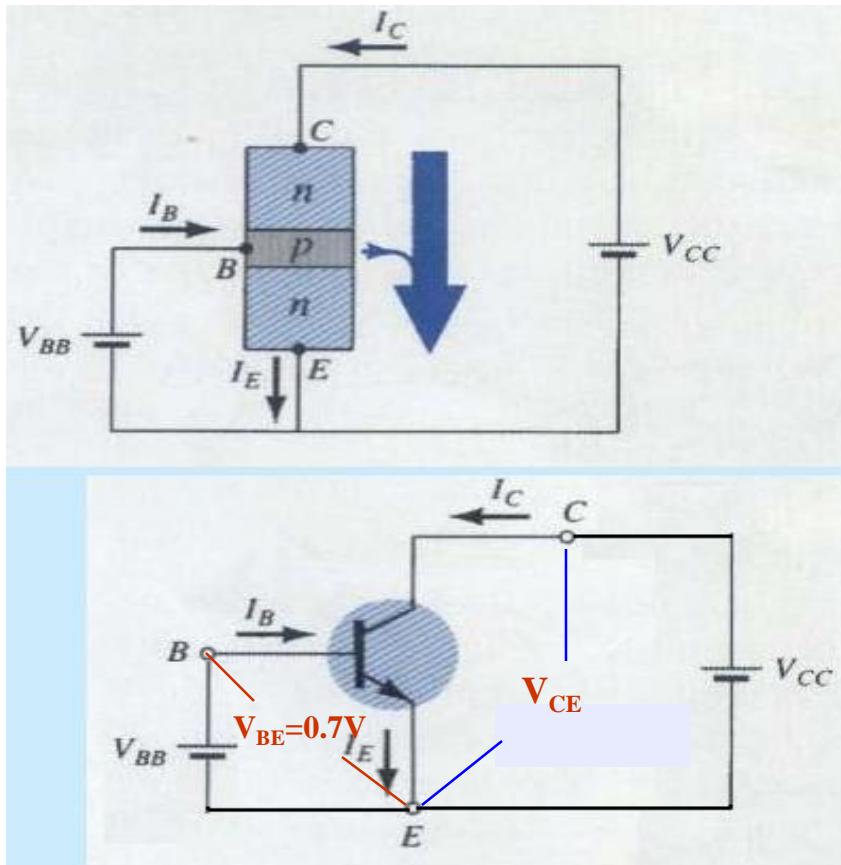 I_C
C
n
I_B
p
B
V_CC
n
V_BB
I_E
E
I_C
C
I_B
B
V_CE
V_CC
V_BE=0.7V
I_E
V_BB
E